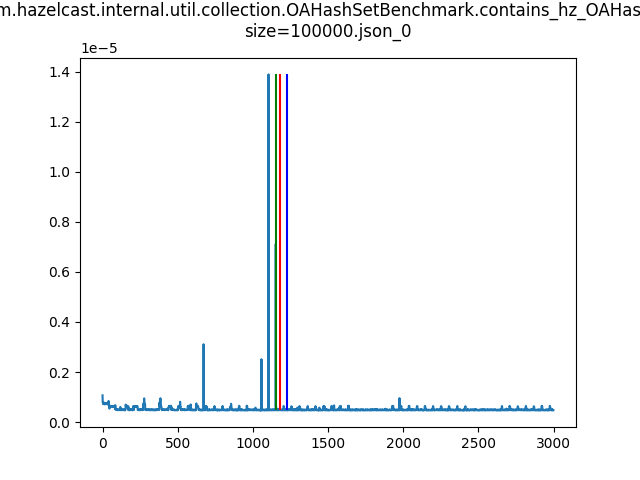 m.hazelcast.internal.util.collection.OAHashSetBenchmark.contains_hz_OAHas
size=100000.json_0
1e−5
1.4
1.2
1.0
0.8
0.6
0.4
0.2
0.0
0 500 1000 1500 2000 2500 3000